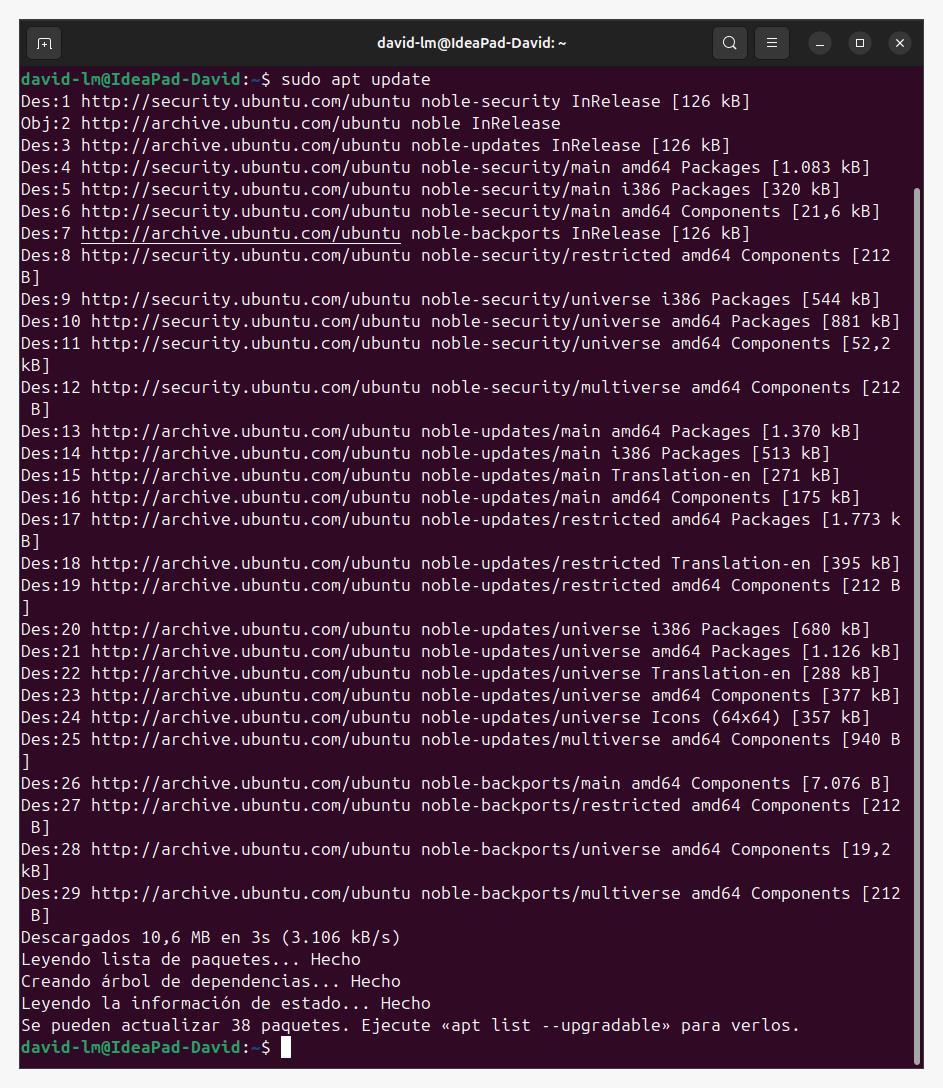 david-lm@IdeaPad-David: ~
david-lm@IdeaPad-David:~$ sudo apt update
Des:1 http://security.ubuntu.com/ubuntu noble-security InRelease [126 kB]
Obj:2 http://archive.ubuntu.com/ubuntu noble InRelease
Des:3 http://archive.ubuntu.com/ubuntu noble-updates InRelease [126 kB]
Des:4 http://security.ubuntu.com/ubuntu noble-security/main amd64 Packages [1.083 kB]
Des:5 http://security.ubuntu.com/ubuntu noble-security/main i386 Packages [320 kB]
Des:6 http://security.ubuntu.com/ubuntu noble-security/main amd64 Components [21,6 kB]
Des:7 http://archive.ubuntu.com/ubuntu noble-backports InRelease [126 kB]
Des:8 http://security.ubuntu.com/ubuntu noble-security/restricted amd64 Components [212
B]
Des:9 http://security.ubuntu.com/ubuntu noble-security/universe i386 Packages [544 kB]
Des:10 http://security.ubuntu.com/ubuntu noble-security/universe amd64 Packages [881 kB]
Des:11 http://security.ubuntu.com/ubuntu noble-security/universe amd64 Components [52,2
kB]
Des:12 http://security.ubuntu.com/ubuntu noble-security/multiverse amd64 Components [212
 B]
Des:13 http://archive.ubuntu.com/ubuntu noble-updates/main amd64 Packages [1.370 kB]
Des:14 http://archive.ubuntu.com/ubuntu noble-updates/main i386 Packages [513 kB]
Des:15 http://archive.ubuntu.com/ubuntu noble-updates/main Translation-en [271 kB]
Des:16 http://archive.ubuntu.com/ubuntu noble-updates/main amd64 Components [175 kB]
Des:17 http://archive.ubuntu.com/ubuntu noble-updates/restricted amd64 Packages [1.773 k
B]
Des:18 http://archive.ubuntu.com/ubuntu noble-updates/restricted Translation-en [395 kB]
Des:19 http://archive.ubuntu.com/ubuntu noble-updates/restricted amd64 Components [212 B
]
Des:20 http://archive.ubuntu.com/ubuntu noble-updates/universe i386 Packages [680 kB]
Des:21 http://archive.ubuntu.com/ubuntu noble-updates/universe amd64 Packages [1.126 kB]
Des:22 http://archive.ubuntu.com/ubuntu noble-updates/universe Translation-en [288 kB]
Des:23 http://archive.ubuntu.com/ubuntu noble-updates/universe amd64 Components [377 kB]
Des:24 http://archive.ubuntu.com/ubuntu noble-updates/universe Icons (64x64) [357 kB]
Des:25 http://archive.ubuntu.com/ubuntu noble-updates/multiverse amd64 Components [940 B
]
Des:26 http://archive.ubuntu.com/ubuntu noble-backports/main amd64 Components [7.076 B]
Des:27 http://archive.ubuntu.com/ubuntu noble-backports/restricted amd64 Components [212
 B]
Des:28 http://archive.ubuntu.com/ubuntu noble-backports/universe amd64 Components [19,2
kB]
Des:29 http://archive.ubuntu.com/ubuntu noble-backports/multiverse amd64 Components [212
 B]
Descargados 10,6 MB en 3s (3.106 kB/s)
Leyendo lista de paquetes... Hecho
Creando árbol de dependencias... Hecho
Leyendo la información de estado... Hecho
Se pueden actualizar 38 paquetes. Ejecute «apt list --upgradable» para verlos.
david-lm@IdeaPad-David:~$